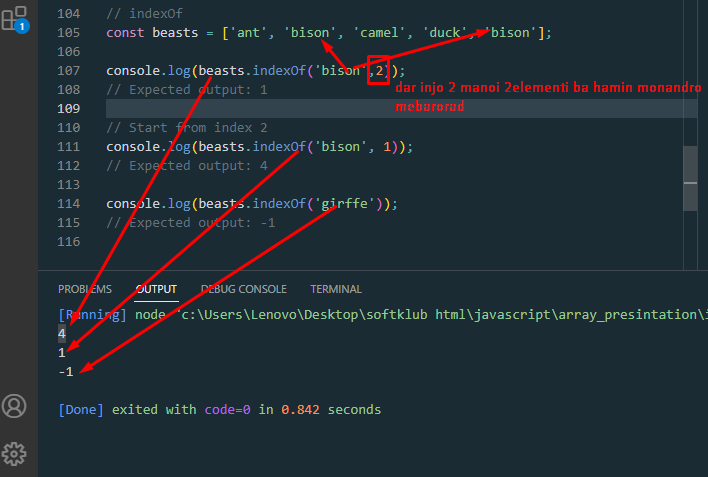 1
104 // indexOf
105 const beasts = ['ant', 'bison', 'camel', 'duck', 'bison'];
106
107 console.log(beasts.indexOf('bison',2));
dar injo 2 manoi 2elementi ba hamin monandro
108 // Expected output: 1
mebarorad
109
110 // Start from index 2
111 console.log(beasts.indexOf('bison', 1));
112 // Expected output: 4
113
114 console.log(beasts.indexOf('girffe'));
115 // Expected output: -1
116
PROBLEMS OUTPUT DEBUG CONSOLE TERMINAL
[Running] node "c:\Users\Lenovo\Desktop\softklub html\javascript\array_presintation\i
4
1
-1
[Done] exited with code=0 in 0.842 seconds